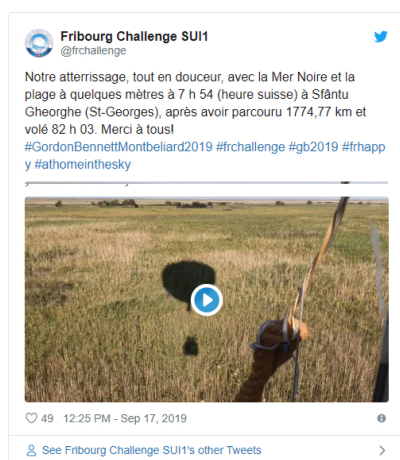 Fribourg Challenge SUI1
@frchallenge
Notre atterrissage, tout en douceur, avec la Mer Noire et la
plage à quelques mètres à 7 h 54 (heure suisse) à Sfântu
Gheorghe (St-Georges), après avoir parcouru 1774,77 km et
volé 82 h 03. Merci à tous!
#GordonBennettMontbeliard2019 #frchallenge #gb2019 #frhapp
y #athomeinthesky
49 12:25 PM - Sep 17, 2019
See Fribourg Challenge SUI1's other Tweets